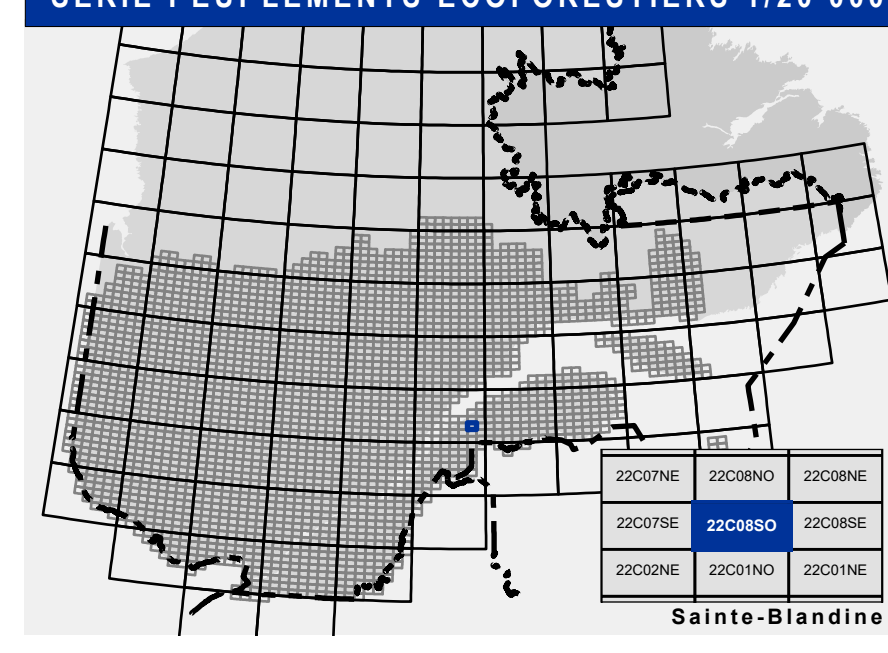 SÉRIE PEUPLEMENTS ÉCOFORESTIERS 1/20 000
22C07NE 22C08NO 22C08NE
22C07SE 22C08SO 22C08SE
22C02NE 22C01NO 22C01NE
Sainte-Blandine